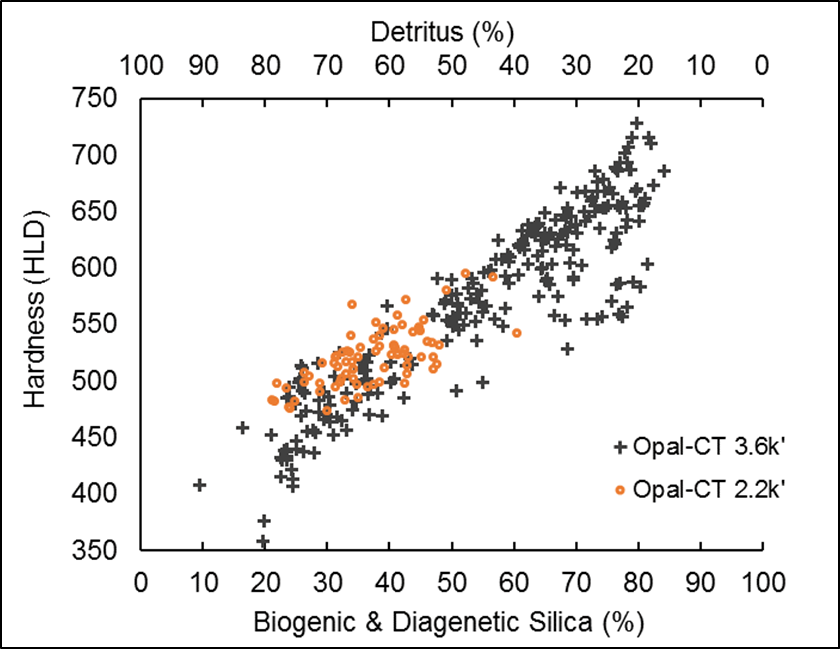 Detritus (%)
100 90 80 70 60 50 40 30 20 10 0
750
700
650
600
550
500
450
400
350
Hardness (HLD)
Opal-CT 3.6k'
Opal-CT 2.2k'
0 10 20 30 40 50 60 70 80 90 100
Biogenic & Diagenetic Silica (%)